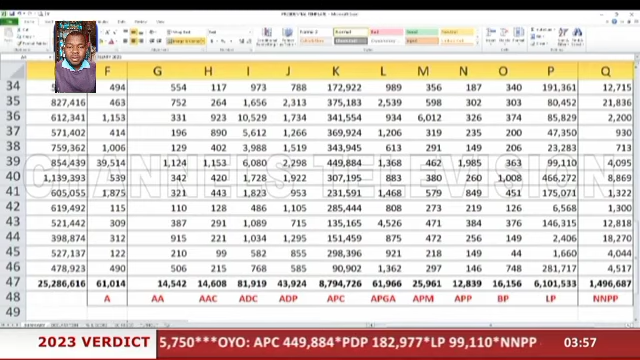 F G H I J K L M N O P Q
34 494 554 117 973 788 172,922 989 356 187 340 191,361 12,715
35 827,416 463 752 264 1,656 2,313 375,183 2,539 598 302 303 80,452 21,836
36 612,341 1,153 331 923 10,529 1,734 341,554 934 6,012 326 374 85,829 2,200
37 571,402 414 196 890 5,612 1,266 369,924 1,206 319 235 200 47,350 930
38 759,362 1,006 129 402 3,988 1,519 343,945 613 291 149 206 23,283 713
39 854,439 39,514 1,124 1,153 6,080 2,298 449,884 1,368 462 1,985 363 99,110 4,095
40 1,139,393 539 342 420 1,728 1,922 307,195 883 380 260 1,008 466,272 8,869
41 605,055 1,875 321 443 1,823 953 231,591 1,468 579 849 451 175,071 1,322
42 619,492 115 110 128 486 1,105 285,444 808 273 219 126 6,568 1,300
43 521,442 309 387 291 1,089 715 135,165 4,526 471 384 376 146,315 12,818
44 398,874 312 915 221 1,034 1,295 151,459 875 472 256 149 2,406 18,270
45 527,137 122 210 99 582 855 298,396 921 218 88 44 1,660 4,044
46 478,923 490 506 215 768 585 90,902 1,362 297 65 148 281,717 4,517
47 25,286,616 61,014 14,542 14,608 81,919 43,924 8,794,726 61,966 25,961 12,839 16,156 6,101,533 1,496,687
48 A AA AAC ADC ADP APC APGA APM APP BP LP NNPP
49
CHANNELS TELEVISION
2023 VERDICT 5,750***OYO: APC 449,884*PDP 182,977*LP 99,110*NNPP 03:57